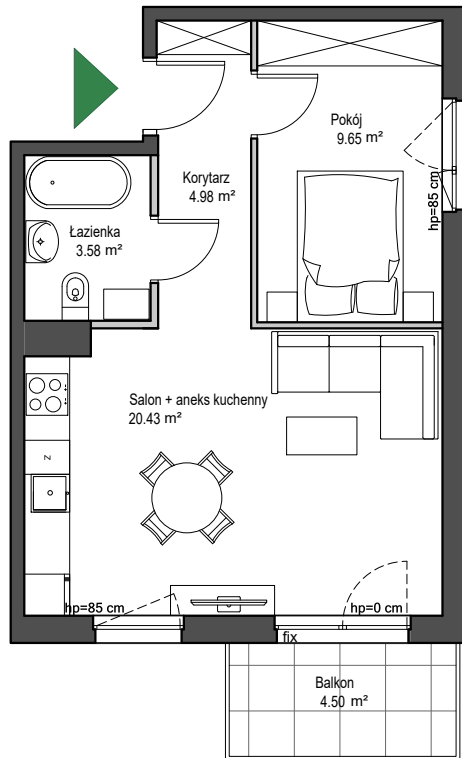 Pokój
9.65 m²
hp=85 cm
Korytarz
4.98 m²
Łazienka
3.58 m²
Salon + aneks kuchenny
20.43 m²
Z
hp=85 cm
hp=0 cm
fix
Balkon
4.50 m²